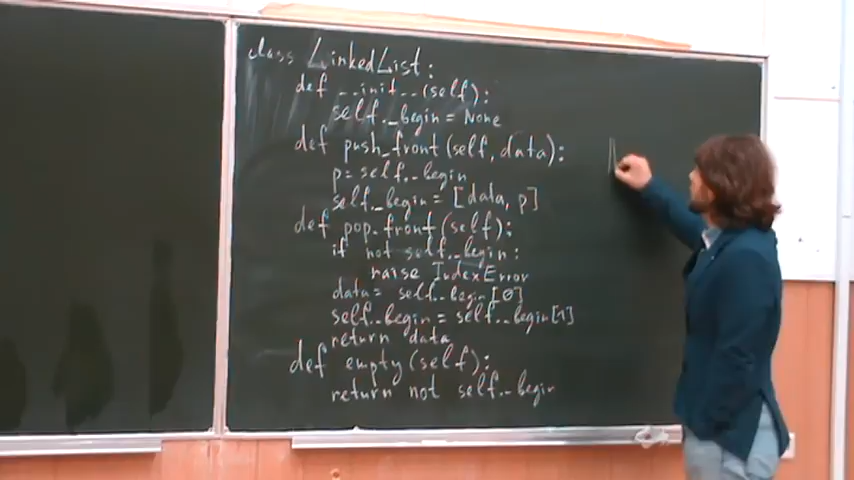 class LinkedList:
def __init__(self):
self._begin = None
def push_front(self, data):
p = self._begin
self._begin = [data, p]
def pop_front(self):
if not self._begin:
raise IndexError
data = self._begin[0]
self._begin = self._begin[1]
return data
def empty(self):
return not self._begin